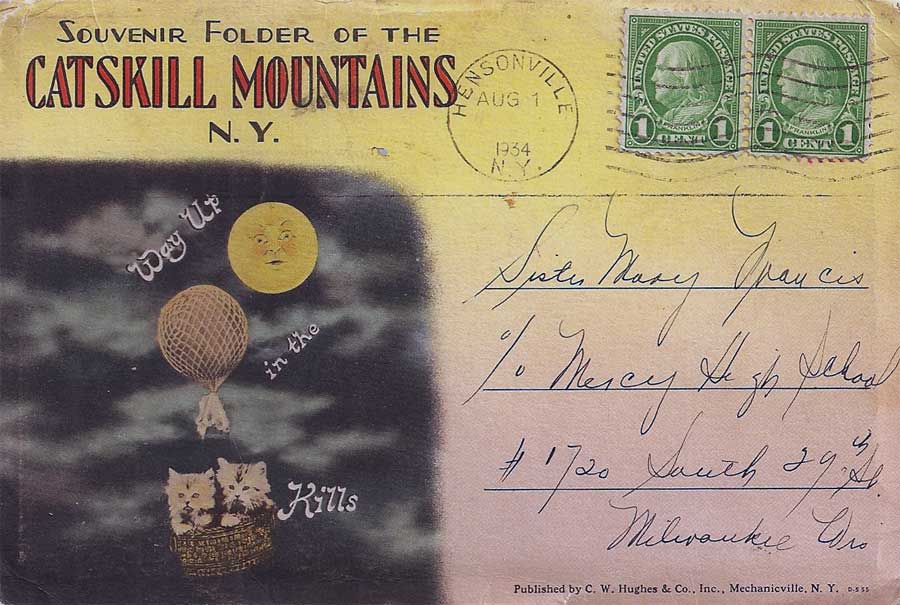 SOUVENIR FOLDER OF THE
CATSKILL MOUNTAINS
N.Y.
HENSONVILLE
AUG 1
1934
N.Y.
UNITED STATES POSTAGE
1 FRANKLIN 1
CENT
UNITED STATES POSTAGE
1 FRANKLIN 1
CENT
Way Up
in the
Kills
Sister Mary Francis
c/o Mercy High School
# 1720 South 29th St.
Milwaukie Wis
Published by C. W. Hughes & Co., Inc., Mechanicville, N. Y. D-555